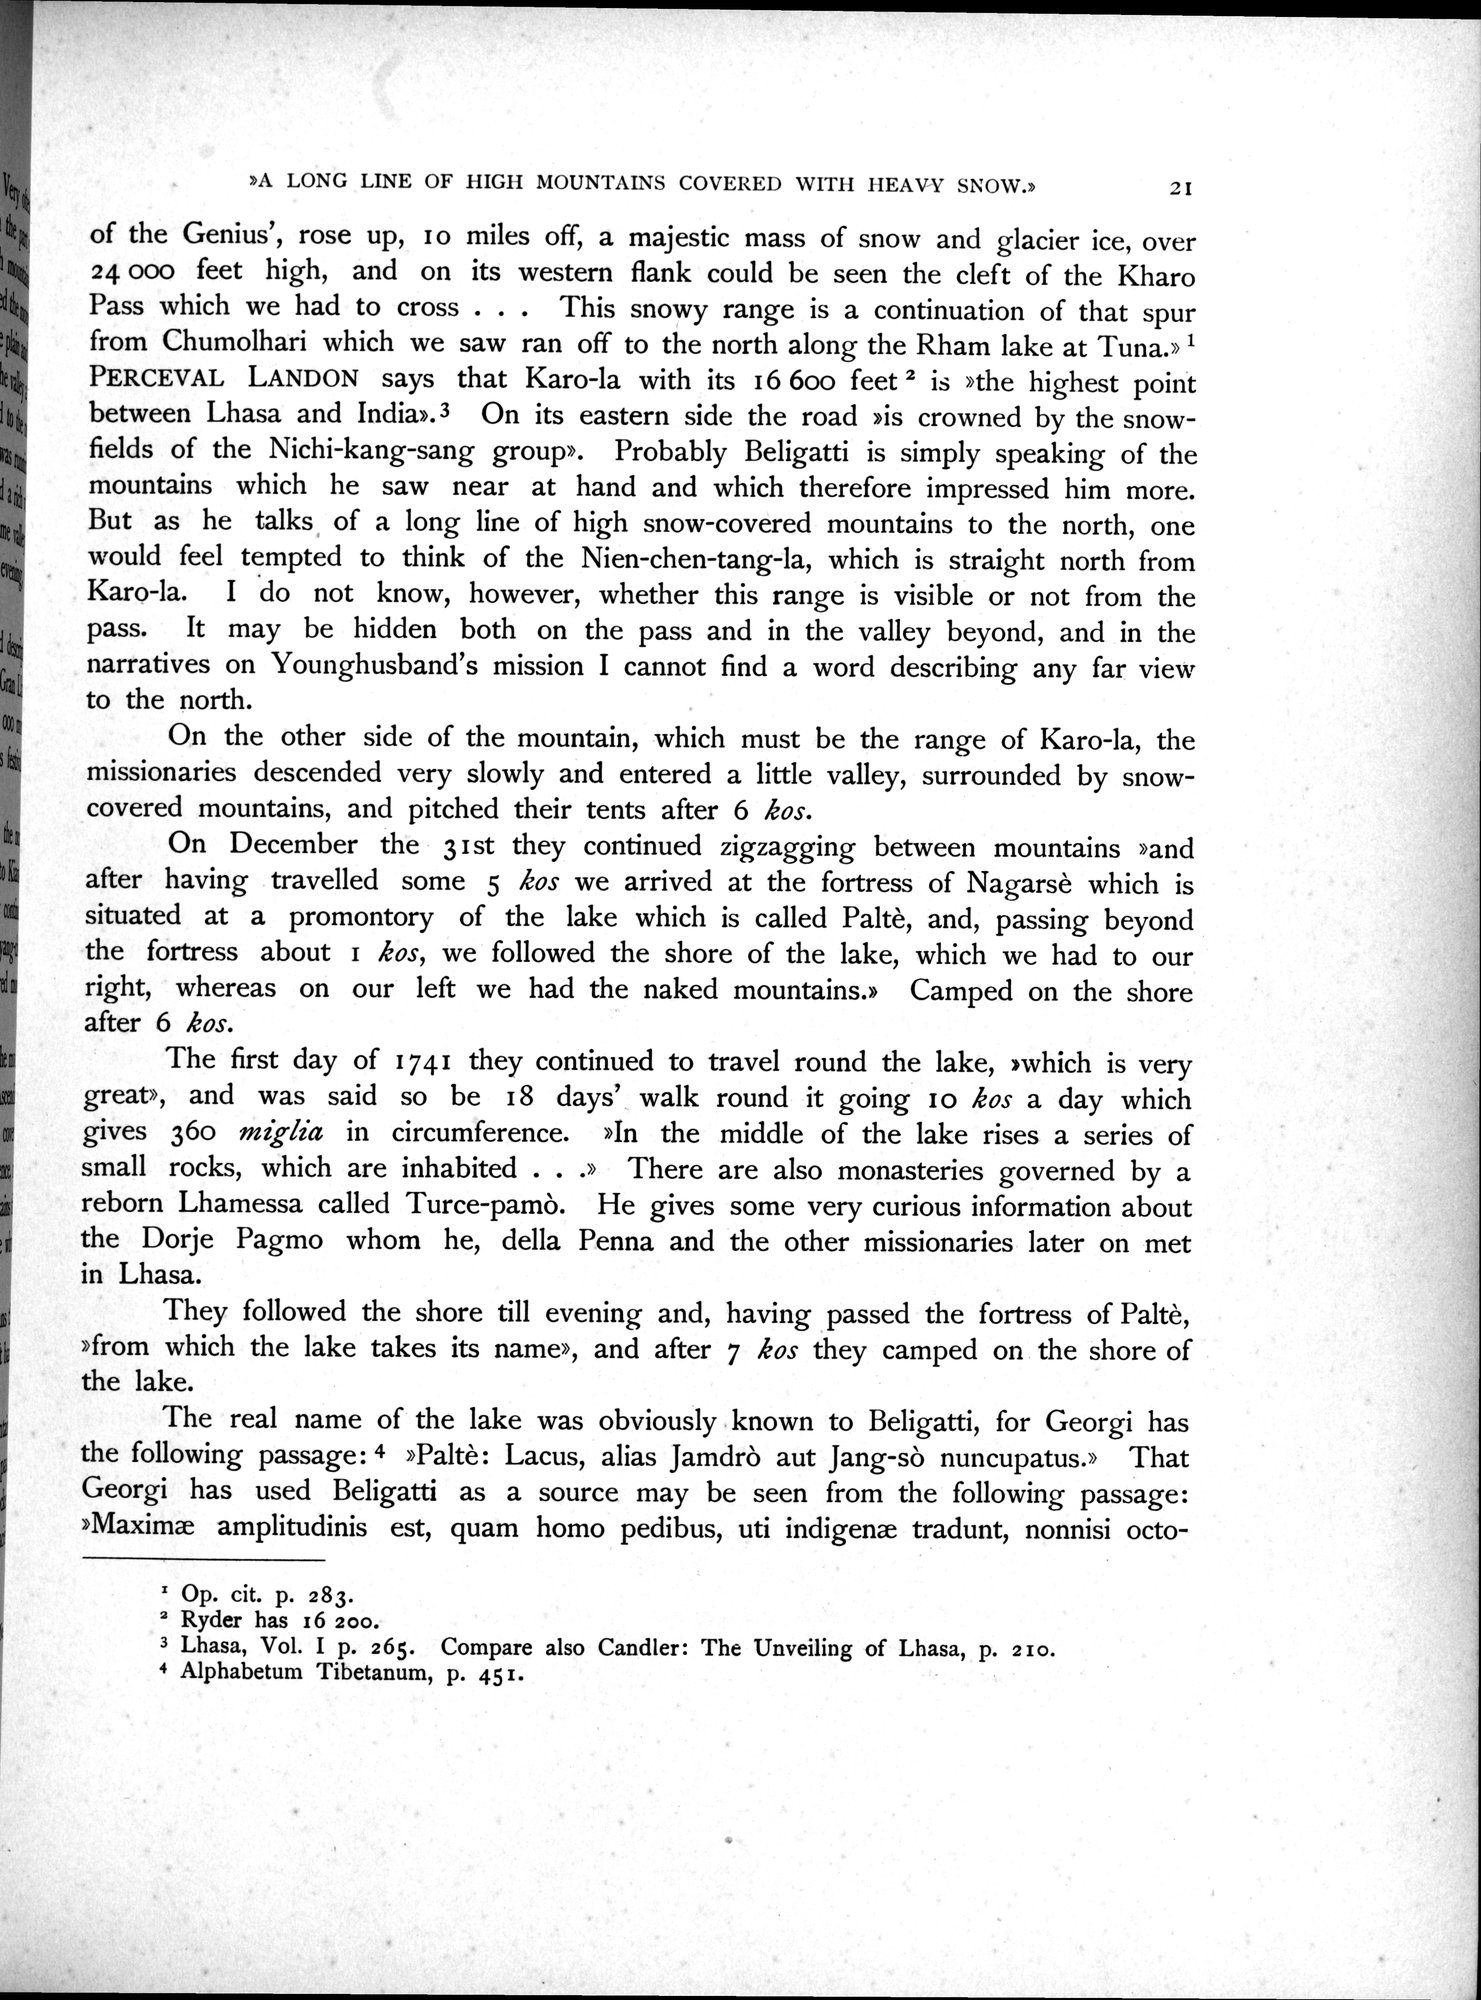 »A LONG LINE OF HIGH MOUNTAINS COVERED WITH HEAVY SNOW.» 21
of the Genius', rose up, 10 miles off, a majestic mass of snow and glacier ice, over
24 000 feet high, and on its western flank could be seen the cleft of the Kharo
Pass which we had to cross . . . This snowy range is a continuation of that spur
from Chumolhari which we saw ran off to the north along the Rham lake at Tuna.» ¹
PERCEVAL LANDON says that Karo-la with its 16 600 feet ² is »the highest point
between Lhasa and India».³ On its eastern side the road »is crowned by the snow-
fields of the Nichi-kang-sang group». Probably Beligatti is simply speaking of the
mountains which he saw near at hand and which therefore impressed him more.
But as he talks of a long line of high snow-covered mountains to the north, one
would feel tempted to think of the Nien-chen-tang-la, which is straight north from
Karo-la. I do not know, however, whether this range is visible or not from the
pass. It may be hidden both on the pass and in the valley beyond, and in the
narratives on Younghusband's mission I cannot find a word describing any far view
to the north.
On the other side of the mountain, which must be the range of Karo-la, the
missionaries descended very slowly and entered a little valley, surrounded by snow-
covered mountains, and pitched their tents after 6 kos.
On December the 31st they continued zigzagging between mountains »and
after having travelled some 5 kos we arrived at the fortress of Nagarsè which is
situated at a promontory of the lake which is called Paltè, and, passing beyond
the fortress about 1 kos, we followed the shore of the lake, which we had to our
right, whereas on our left we had the naked mountains.» Camped on the shore
after 6 kos.
The first day of 1741 they continued to travel round the lake, »which is very
great», and was said so be 18 days' walk round it going 10 kos a day which
gives 360 miglia in circumference. »In the middle of the lake rises a series of
small rocks, which are inhabited . . .» There are also monasteries governed by a
reborn Lhamessa called Turce-pamò. He gives some very curious information about
the Dorje Pagmo whom he, della Penna and the other missionaries later on met
in Lhasa.
They followed the shore till evening and, having passed the fortress of Paltè,
»from which the lake takes its name», and after 7 kos they camped on the shore of
the lake.
The real name of the lake was obviously known to Beligatti, for Georgi has
the following passage: ⁴ »Paltè: Lacus, alias Jamdrò aut Jang-sò nuncupatus.» That
Georgi has used Beligatti as a source may be seen from the following passage:
»Maximæ amplitudinis est, quam homo pedibus, uti indigenæ tradunt, nonnisi octo-
¹ Op. cit. p. 283.
² Ryder has 16 200.
³ Lhasa, Vol. I p. 265. Compare also Candler: The Unveiling of Lhasa, p. 210.
⁴ Alphabetum Tibetanum, p. 451.